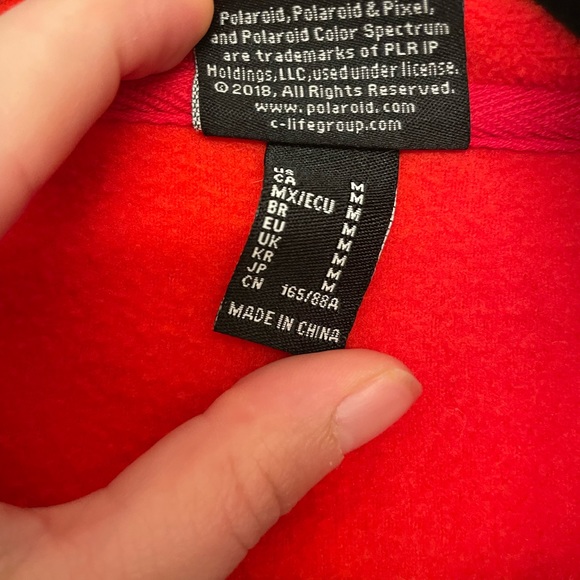 Polaroid, Polaroid & Pixel,
and Polaroid Color Spectrum
are trademarks of PLR IP
Holdings, LLC, used under license.
©2018. All Rights Reserved.
www.polaroid.com
c-lifegroup.com
US M
CA M
MX/ECU M
BR M
EU M
UK M
KR M
JP M
CN 165/88A
MADE IN CHINA